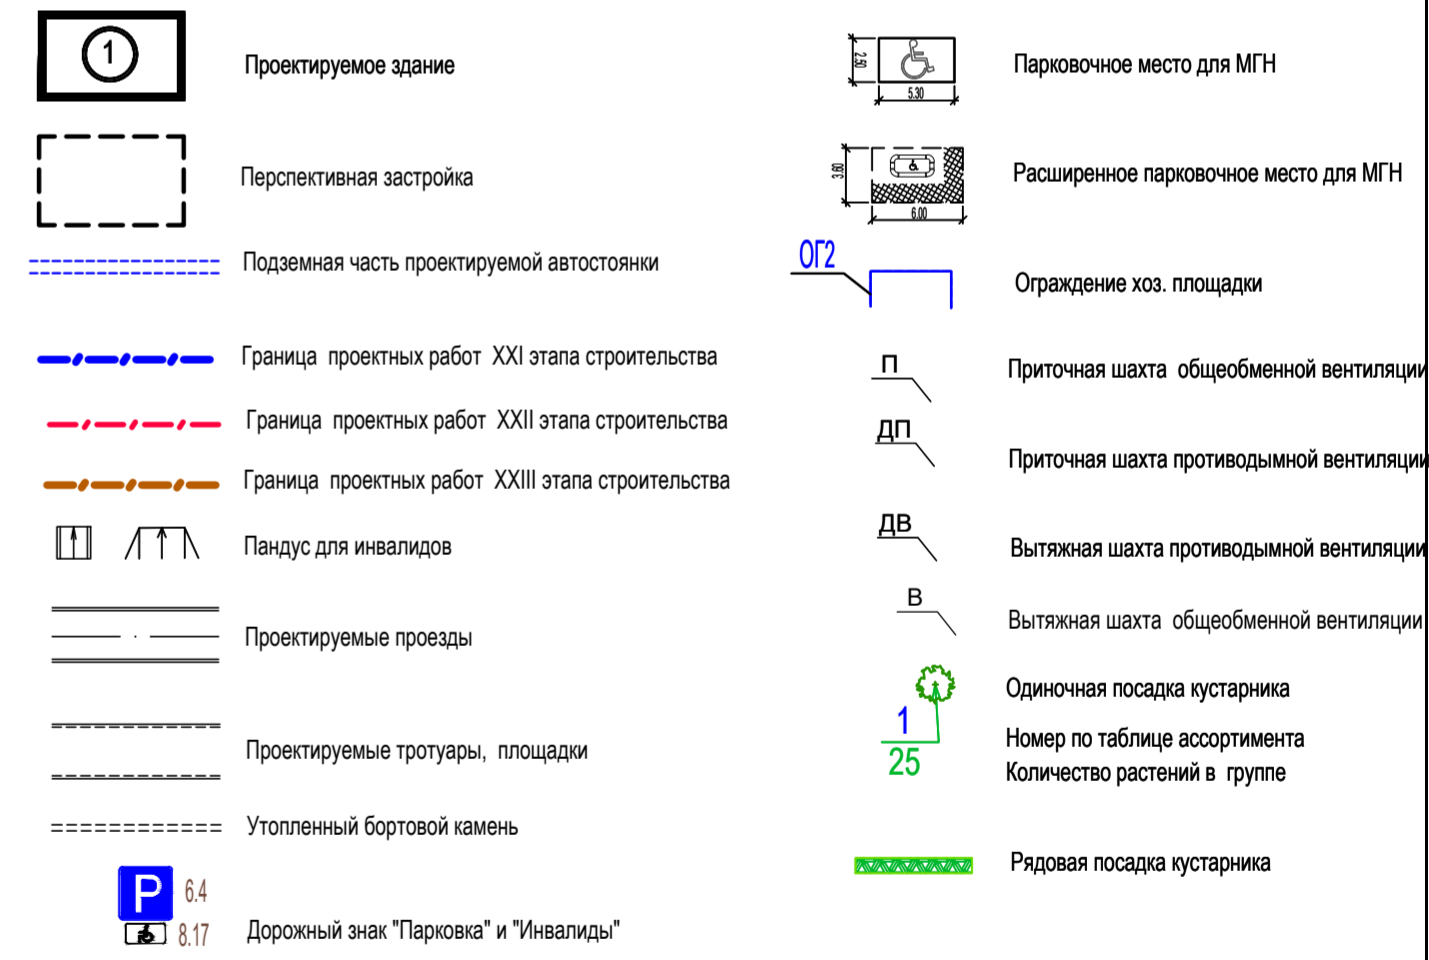 1
Проектируемое здание
Перспективная застройка
Подземная часть проектируемой автостоянки
Граница проектных работ XXI этапа строительства
Граница проектных работ XXII этапа строительства
Граница проектных работ XXIII этапа строительства
Пандус для инвалидов
Проектируемые проезды
Проектируемые тротуары, площадки
Утопленный бортовой камень
P 6.4
8.17
Дорожный знак "Парковка" и "Инвалиды"
2.50
5.30
Парковочное место для МГН
3.60
6.00
Расширенное парковочное место для МГН
ОГ2
Ограждение хоз. площадки
П
Приточная шахта общеобменной вентиляции
ДП
Приточная шахта противодымной вентиляции
ДВ
Вытяжная шахта противодымной вентиляции
В
Вытяжная шахта общеобменной вентиляции
Одиночная посадка кустарника
1
Номер по таблице ассортимента
25
Количество растений в группе
Рядовая посадка кустарника